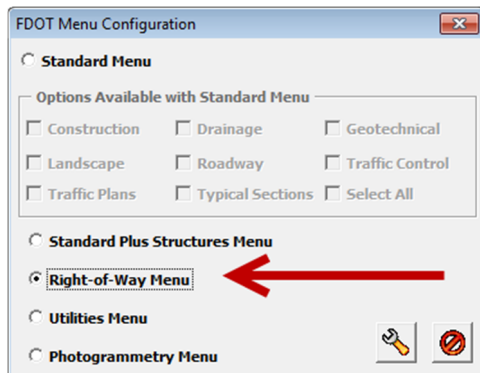 FDOT Menu Configuration
Standard Menu
Options Available with Standard Menu
Construction Drainage Geotechnical
Landscape Roadway Traffic Control
Traffic Plans Typical Sections Select All
Standard Plus Structures Menu
Right-of-Way Menu
Utilities Menu
Photogrammetry Menu